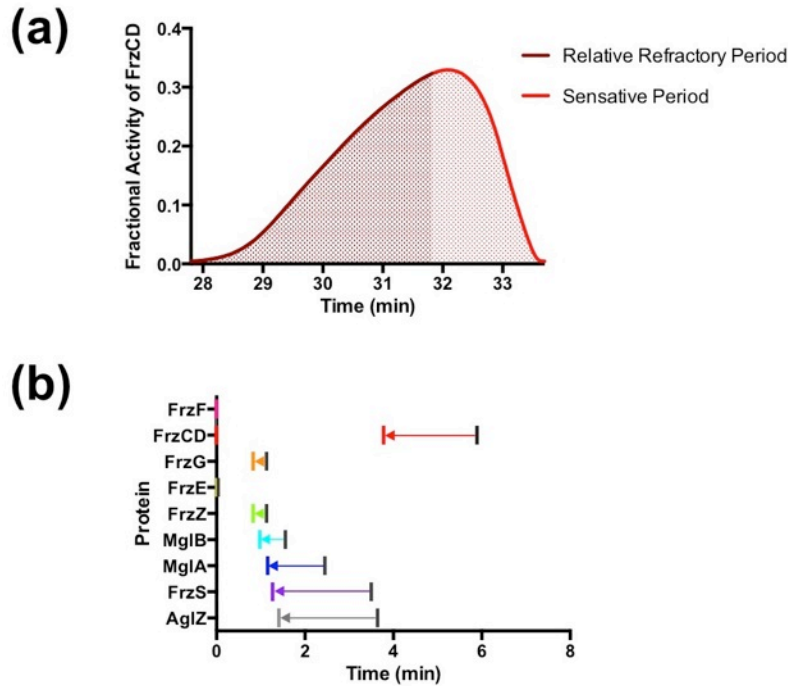 (a)
Fractional Activity of FrzCD
0.4
0.3
0.2
0.1
0.0
28 29 30 31 32 33
Time (min)
Relative Refractory Period
Sensative Period
(b)
Protein
FrzF
FrzCD
FrzG
FrzE
FrzZ
MglB
MglA
FrzS
AglZ
0 2 4 6 8
Time (min)